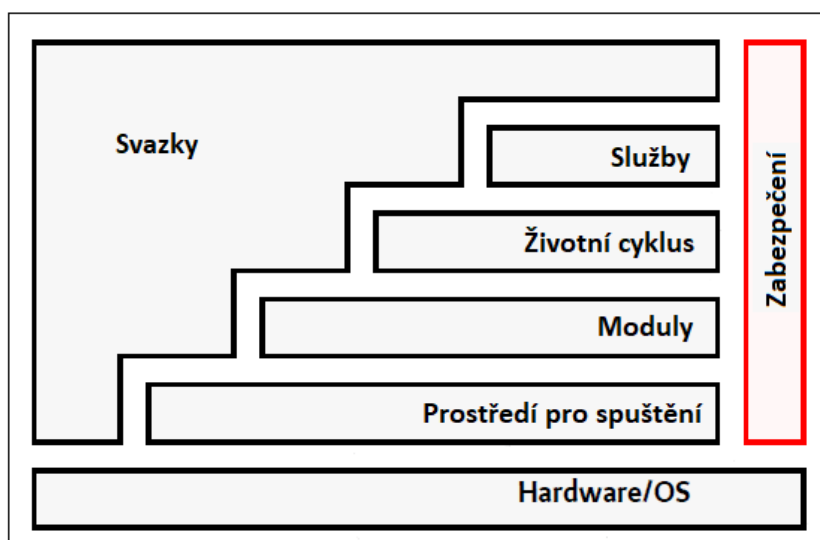 Svazky
Služby
Životní cyklus
Moduly
Prostředí pro spuštění
Hardware/OS
Zabezpečení